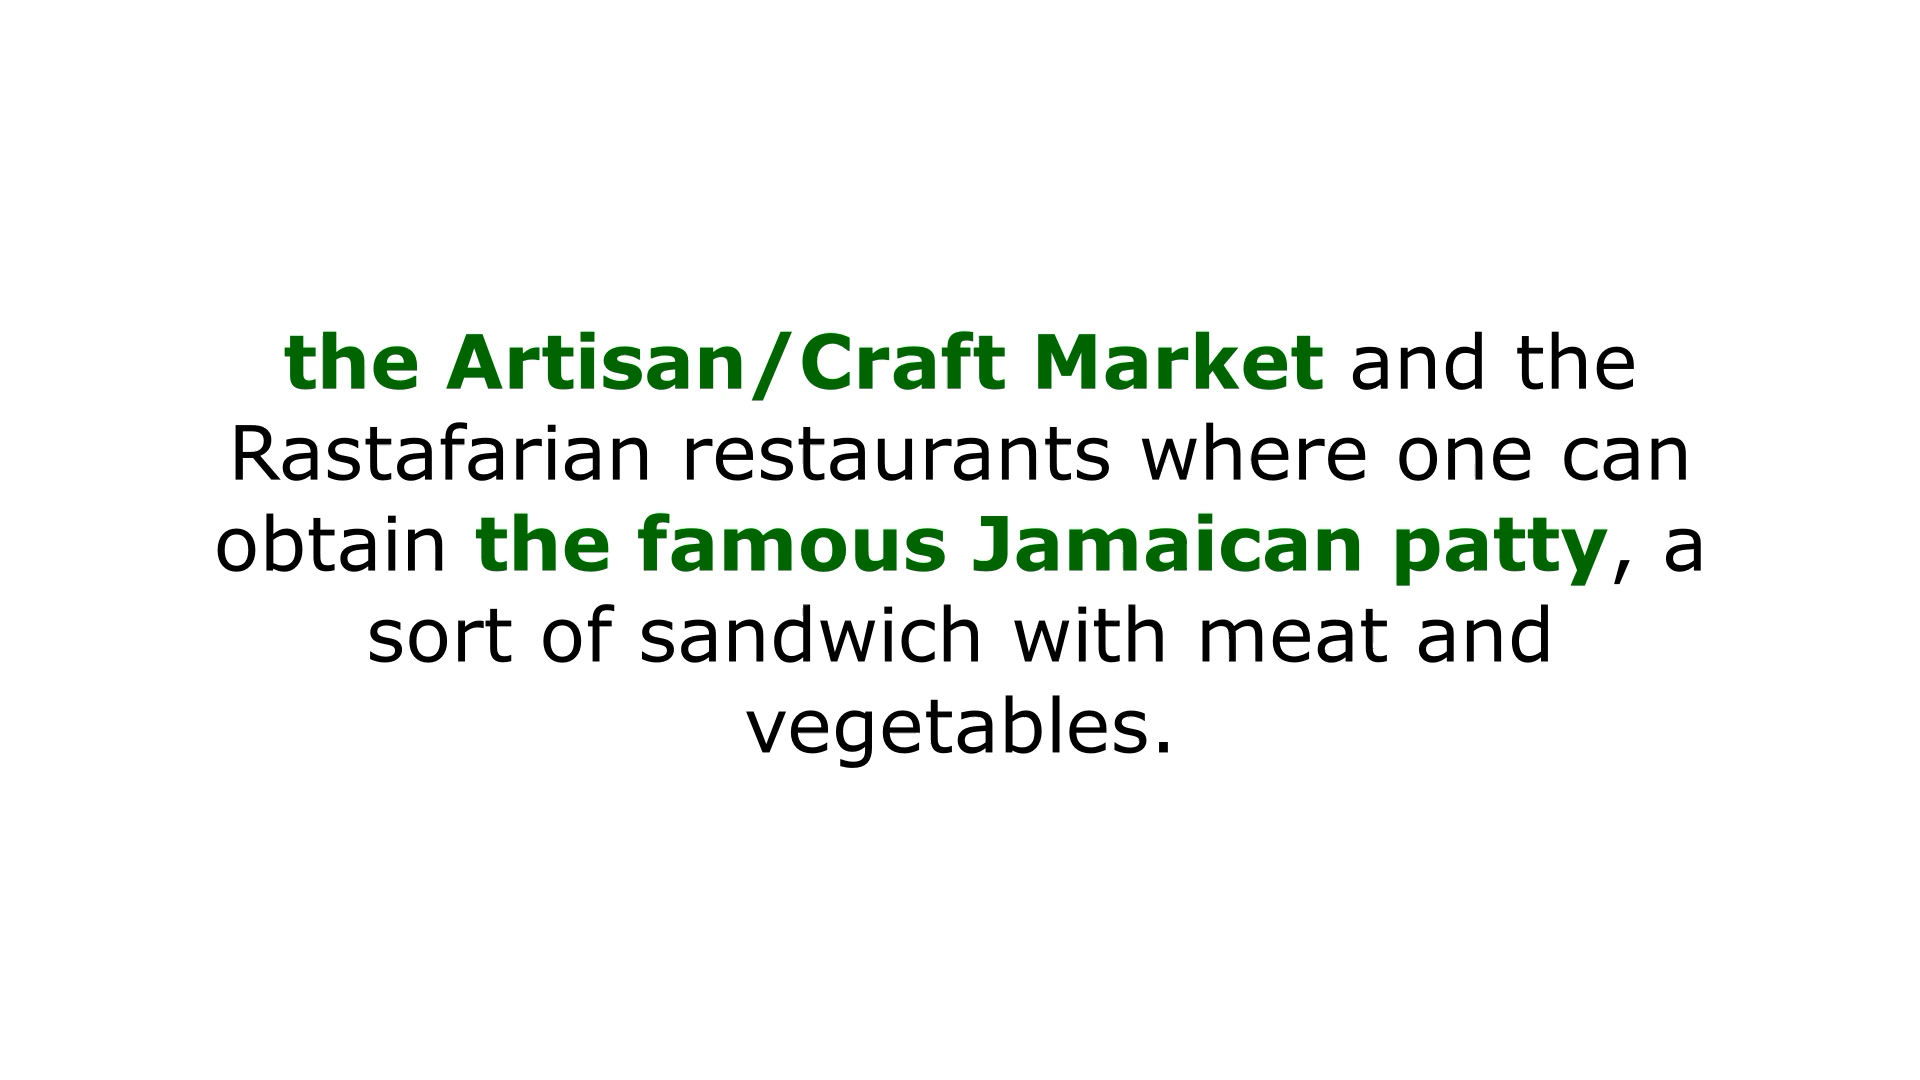 the Artisan/Craft Market and the
Rastafarian restaurants where one can
obtain the famous Jamaican patty, a
sort of sandwich with meat and
vegetables.